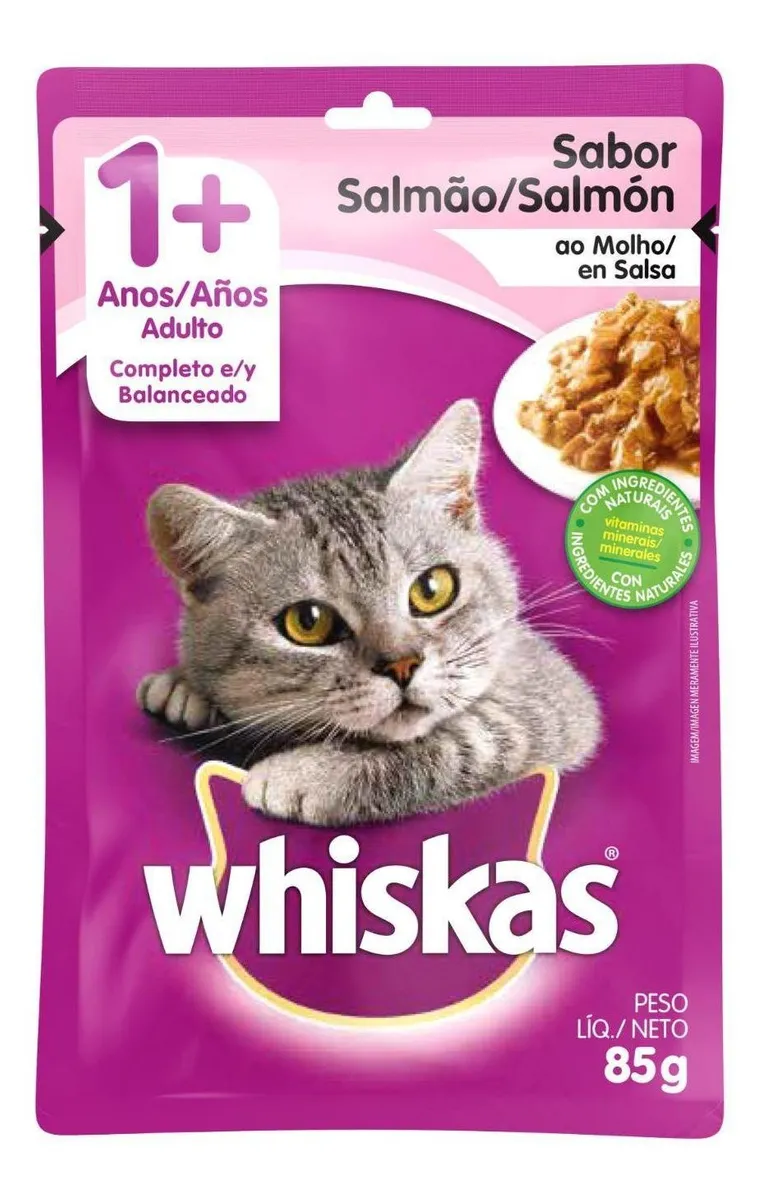 1+
Anos/Años
Adulto
Completo e/y
Balanceado
Sabor
Salmão/Salmón
ao Molho/
en Salsa
COM INGREDIENTES
NATURAIS
vitaminas
minerais/
minerales
CON
INGREDIENTES NATURALES
IMAGEM/IMAGEN MERAMENTE ILUSTRATIVA
whiskas®
PESO
LÍQ./ NETO
85g